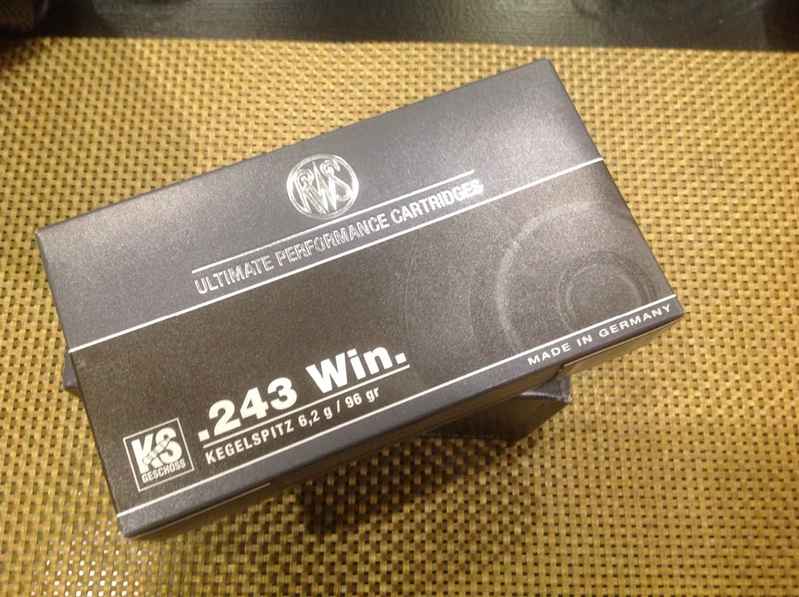 RWS
ULTIMATE PERFORMANCE CARTRIDGES
.243 Win.
KEGELSPITZ 6,2 g / 96 gr
KS
GESCHOSS
MADE IN GERMANY